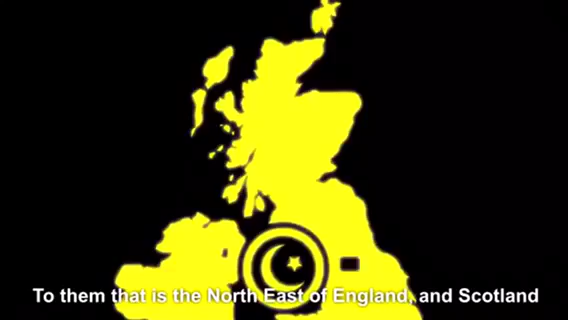 To them that is the North East of England, and Scotland